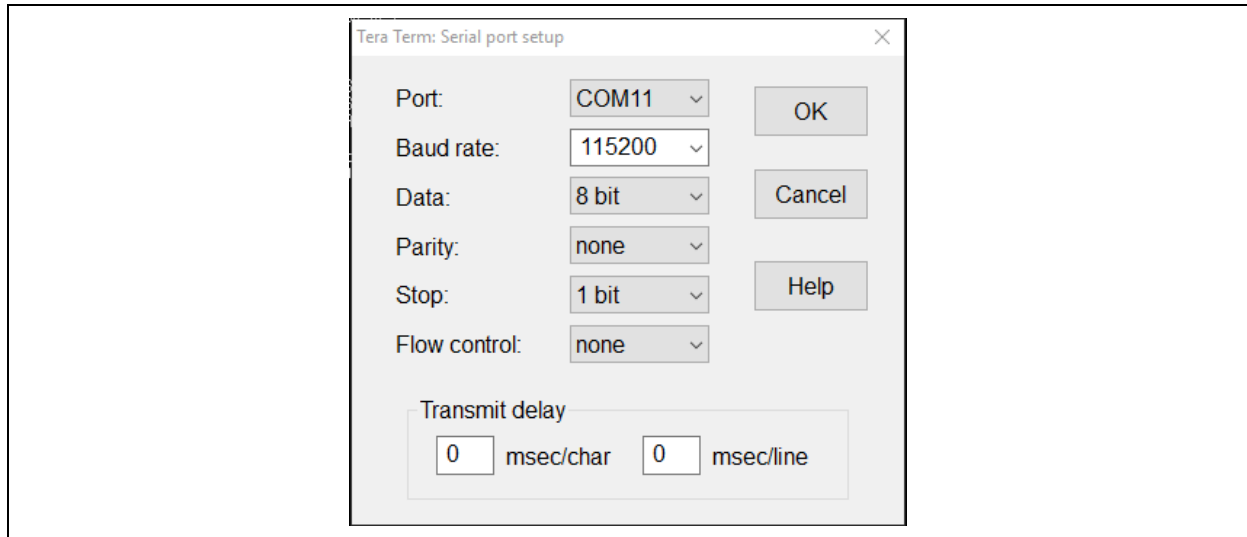 Tera Term: Serial port setup
Port: COM11 OK
Baud rate: 115200
Data: 8 bit Cancel
Parity: none
Stop: 1 bit Help
Flow control: none
Transmit delay
0 msec/char 0 msec/line